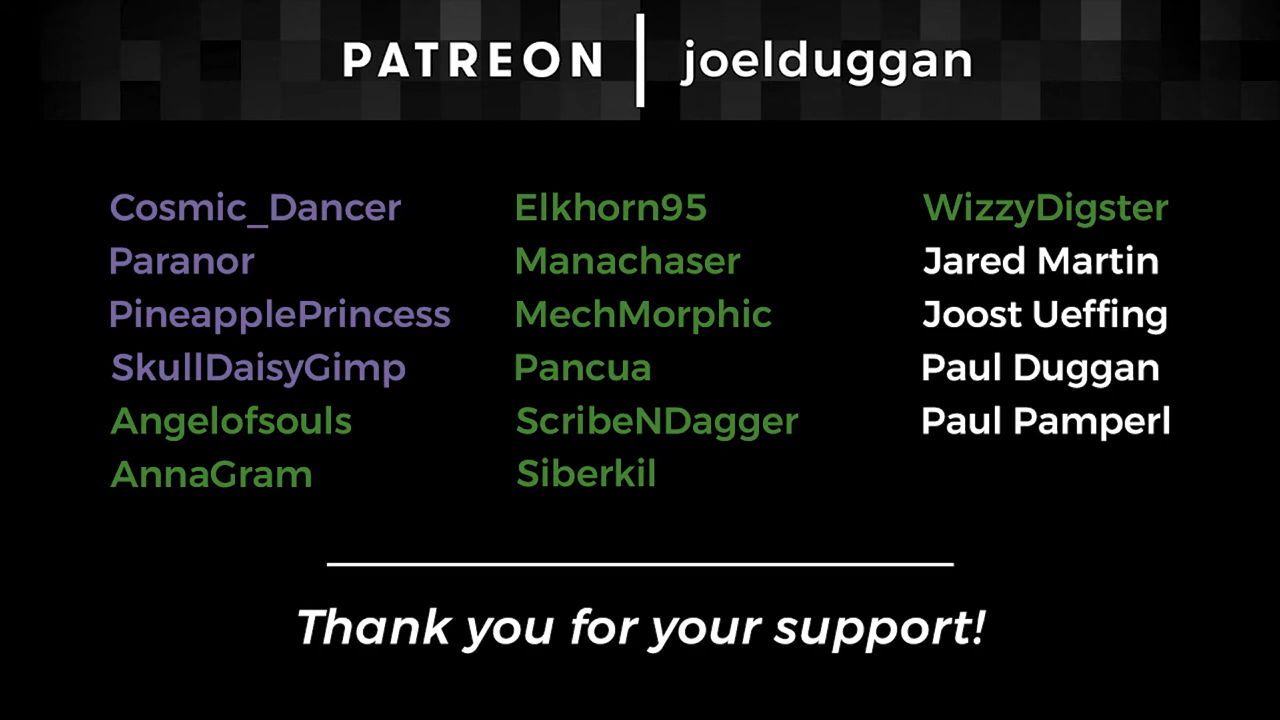 PATREON | joelduggan
Cosmic_Dancer
Paranor
PineapplePrincess
SkullDaisyGimp
Angelofsouls
AnnaGram
Elkhorn95
Manachaser
MechMorphic
Pancua
ScribeNDagger
Siberkil
WizzyDigster
Jared Martin
Joost Ueffing
Paul Duggan
Paul Pamperl
Thank you for your support!